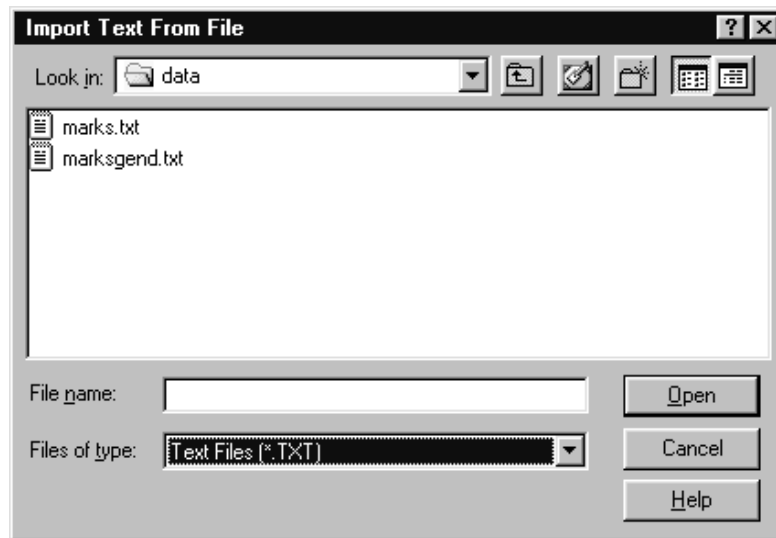 Import Text From File
Look in: data
marks.txt
marksgend.txt
File name:
Open
Files of type: Text Files (*.TXT)
Cancel
Help